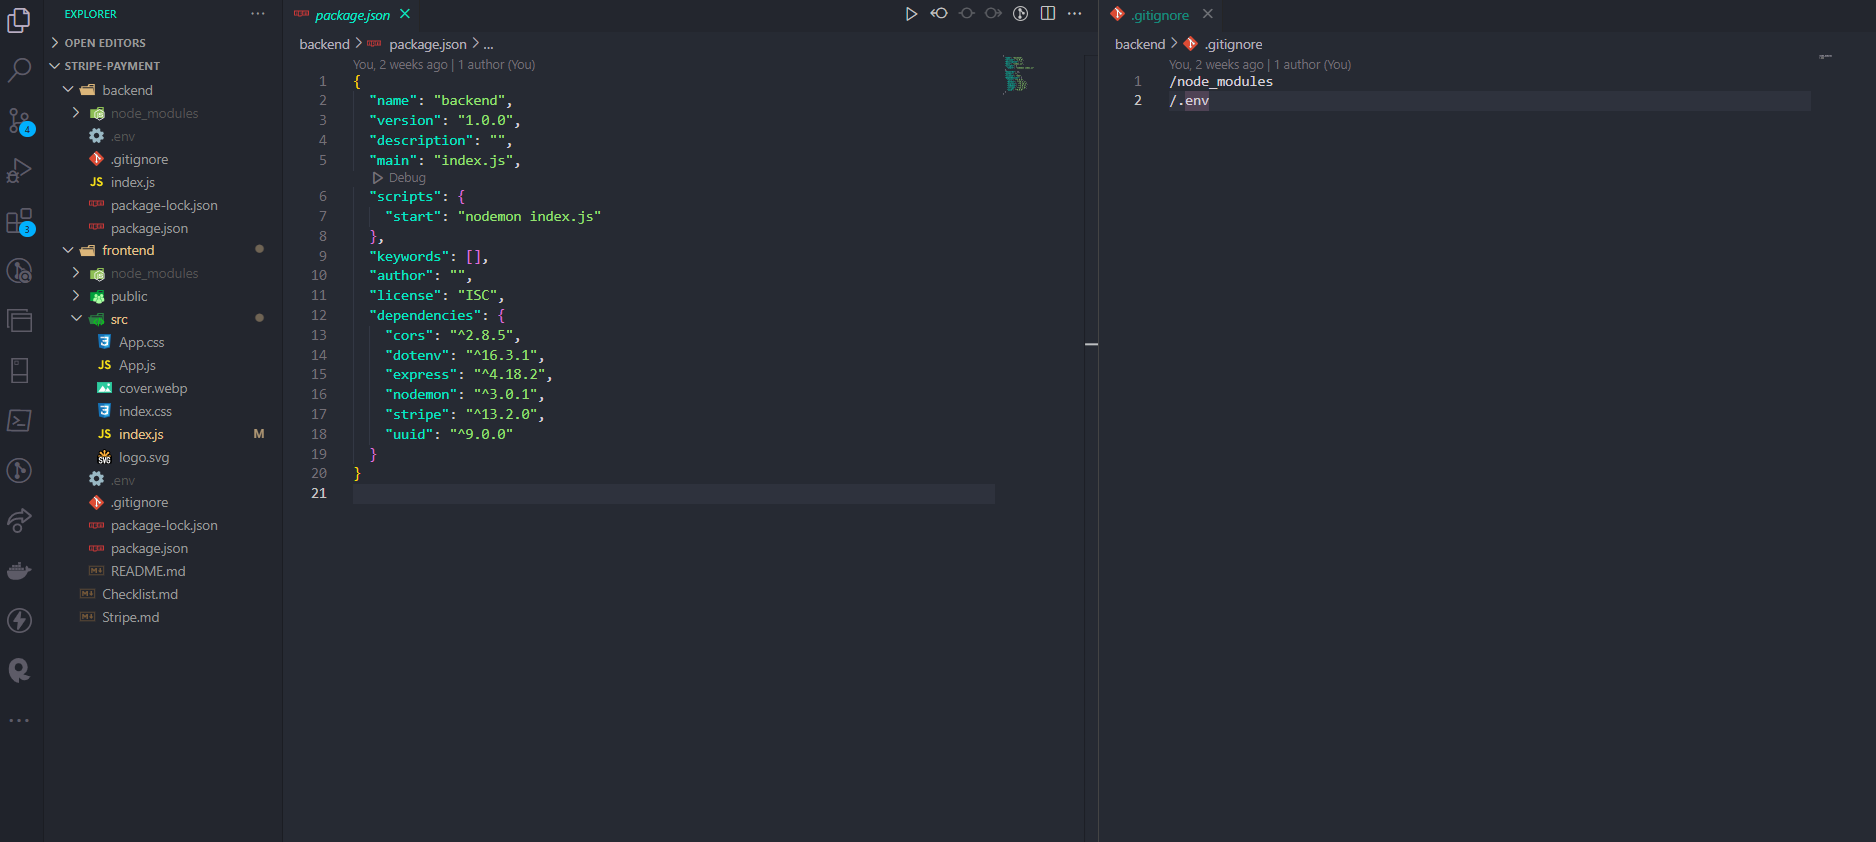 EXPLORER
OPEN EDITORS
STRIPE-PAYMENT
backend
node_modules
.env
.gitignore
JS index.js
package-lock.json
package.json
frontend
node_modules
public
src
App.css
JS App.js
cover.webp
index.css
JS index.js M
logo.svg
.env
.gitignore
package-lock.json
package.json
README.md
Checklist.md
Stripe.md
4
3
package.json
backend > package.json > ...
You, 2 weeks ago | 1 author (You)
1 {
2 "name": "backend",
3 "version": "1.0.0",
4 "description": "",
5 "main": "index.js",
Debug
6 "scripts": {
7 "start": "nodemon index.js"
8 },
9 "keywords": [],
10 "author": "",
11 "license": "ISC",
12 "dependencies": {
13 "cors": "^2.8.5",
14 "dotenv": "^16.3.1",
15 "express": "^4.18.2",
16 "nodemon": "^3.0.1",
17 "stripe": "^13.2.0",
18 "uuid": "^9.0.0"
19 }
20 }
21
.gitignore
backend > .gitignore
You, 2 weeks ago | 1 author (You)
1 /node_modules
2 /.env